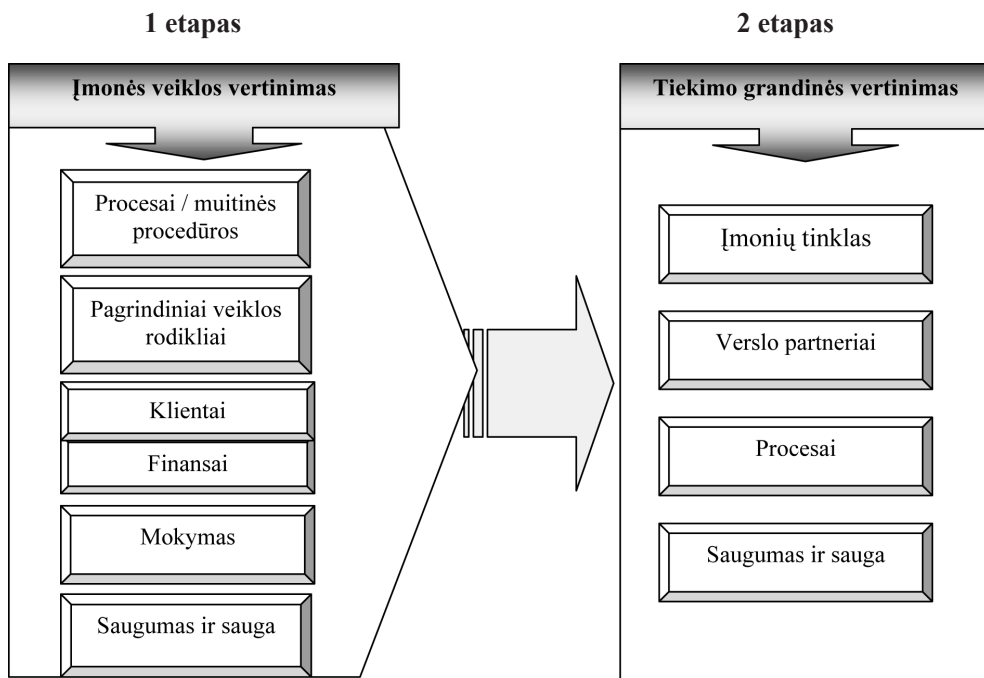 1 etapas
Įmonės veiklos vertinimas
Procesai / muitinės
procedūros
Pagrindiniai veiklos
rodikliai
Klientai
Finansai
Mokymas
Saugumas ir sauga
2 etapas
Tiekimo grandinės vertinimas
Įmonių tinklas
Verslo partneriai
Procesai
Saugumas ir sauga